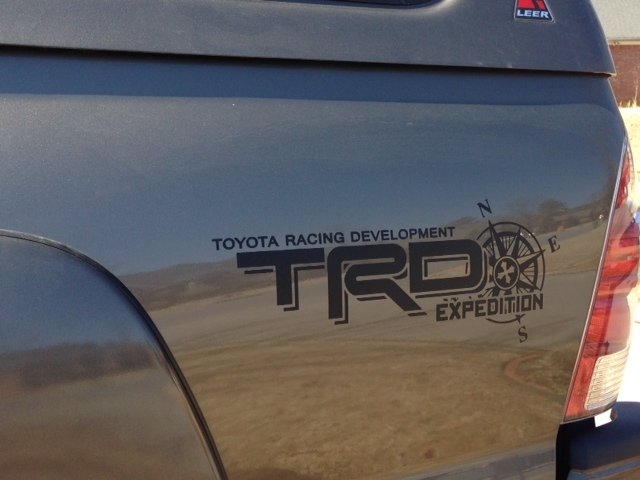 LEER
TOYOTA RACING DEVELOPMENT
TRD
EXPEDITION
N
E
S